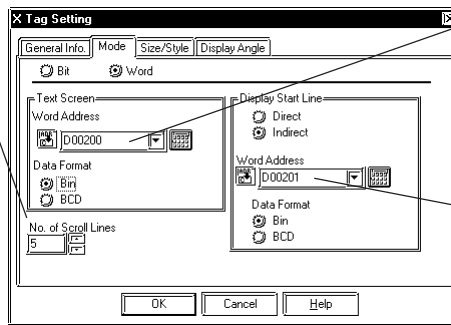 X Tag Setting
General Info. Mode Size/Style Display Angle
Bit Word
Text Screen
Word Address
D00200
Data Format
Bin
BCD
No. of Scroll Lines
5
Display Start Line
Direct
Indirect
Word Address
D00201
Data Format
Bin
BCD
OK Cancel Help